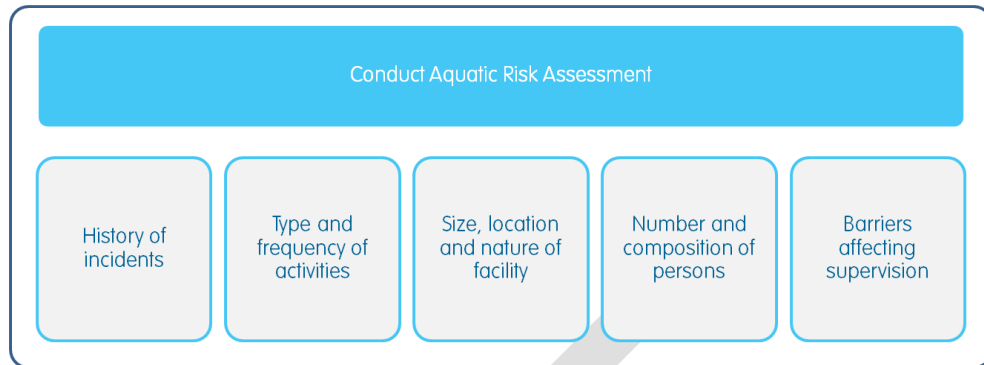 Conduct Aquatic Risk Assessment
History of
incidents
Type and
frequency of
activities
Size, location
and nature of
facility
Number and
composition of
persons
Barriers
affecting
supervision